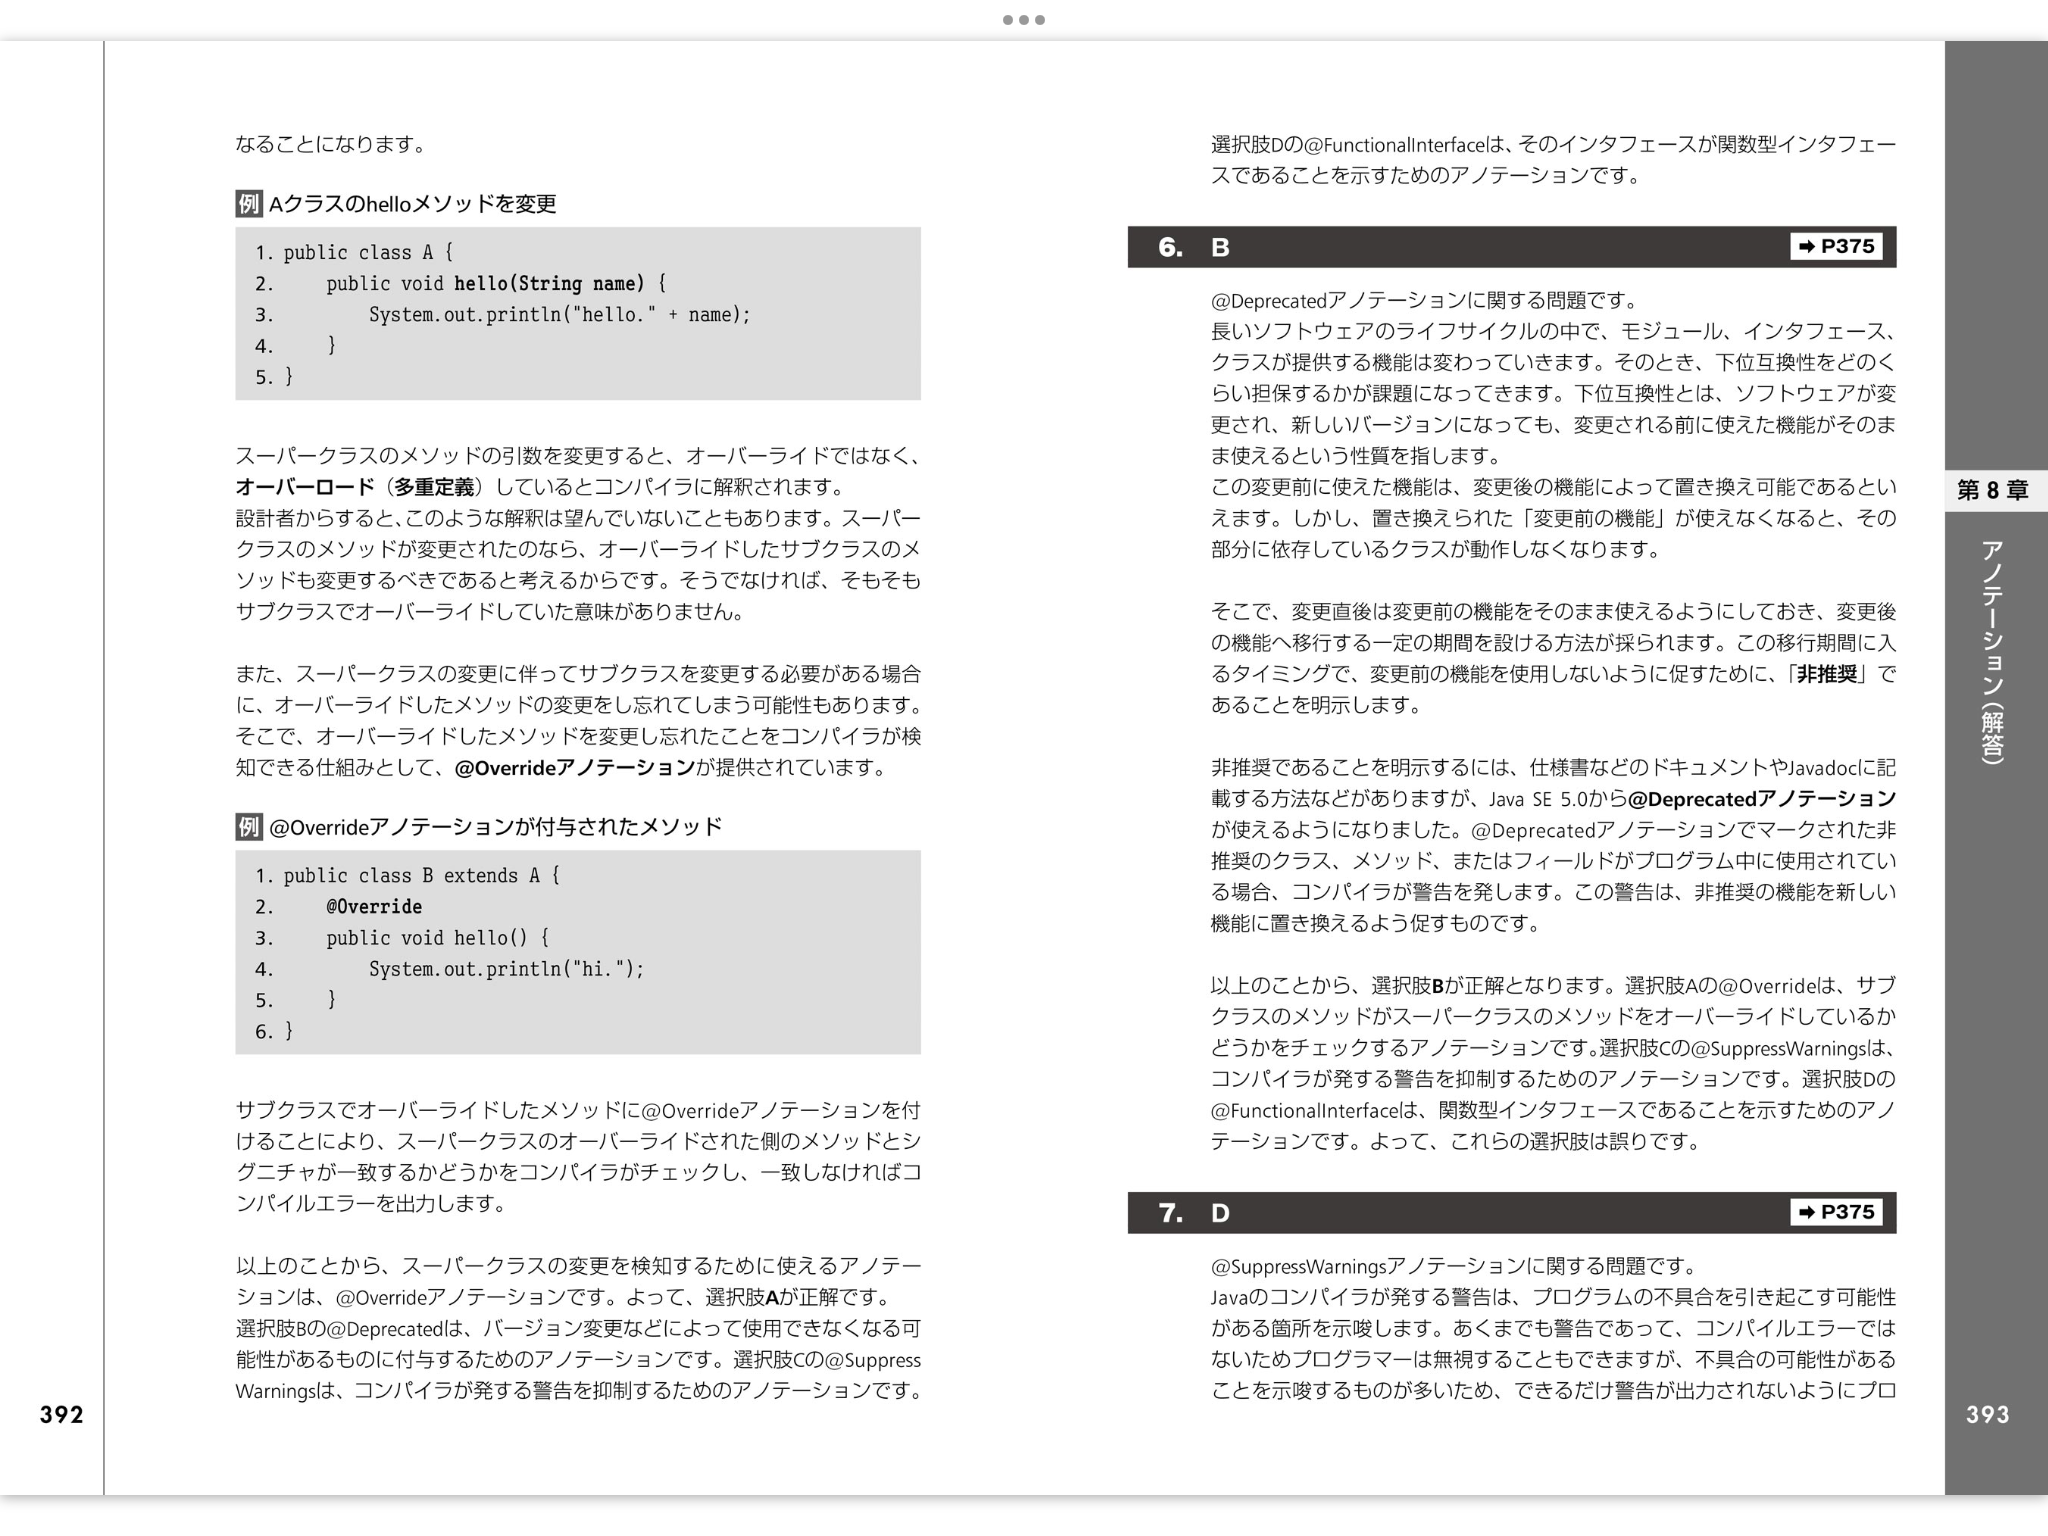 なることになります。
例 Aクラスのhelloメソッドを変更
1. public class A {
2.     public void hello(String name) {
3.         System.out.println("hello." + name);
4.     }
5. }
スーパークラスのメソッドの引数を変更すると、オーバーライドではなく、
オーバーロード（多重定義）しているとコンパイラに解釈されます。
設計者からすると、このような解釈は望んでいないこともあります。スーパー
クラスのメソッドが変更されたのなら、オーバーライドしたサブクラスのメ
ソッドも変更するべきであると考えるからです。そうでなければ、そもそも
サブクラスでオーバーライドしていた意味がありません。
また、スーパークラスの変更に伴ってサブクラスを変更する必要がある場合
に、オーバーライドしたメソッドの変更をし忘れてしまう可能性もあります。
そこで、オーバーライドしたメソッドを変更し忘れたことをコンパイラが検
知できる仕組みとして、@Overrideアノテーションが提供されています。
例 @Overrideアノテーションが付与されたメソッド
1. public class B extends A {
2.     @Override
3.     public void hello() {
4.         System.out.println("hi.");
5.     }
6. }
サブクラスでオーバーライドしたメソッドに@Overrideアノテーションを付
けることにより、スーパークラスのオーバーライドされた側のメソッドとシ
グニチャが一致するかどうかをコンパイラがチェックし、一致しなければコ
ンパイルエラーを出力します。
以上のことから、スーパークラスの変更を検知するために使えるアノテー
ションは、@Overrideアノテーションです。よって、選択肢Aが正解です。
選択肢Bの@Deprecatedは、バージョン変更などによって使用できなくなる可
能性があるものに付与するためのアノテーションです。選択肢Cの@Suppress
Warningsは、コンパイラが発する警告を抑制するためのアノテーションです。
392
選択肢Dの@FunctionalInterfaceは、そのインタフェースが関数型インタフェー
スであることを示すためのアノテーションです。
6. B ➡ P375
@Deprecatedアノテーションに関する問題です。
長いソフトウェアのライフサイクルの中で、モジュール、インタフェース、
クラスが提供する機能は変わっていきます。そのとき、下位互換性をどのく
らい担保するかが課題になってきます。下位互換性とは、ソフトウェアが変
更され、新しいバージョンになっても、変更される前に使えた機能がそのま
ま使えるという性質を指します。
この変更前に使えた機能は、変更後の機能によって置き換え可能であるとい
えます。しかし、置き換えられた「変更前の機能」が使えなくなると、その
部分に依存しているクラスが動作しなくなります。
そこで、変更直後は変更前の機能をそのまま使えるようにしておき、変更後
の機能へ移行する一定の期間を設ける方法が採られます。この移行期間に入
るタイミングで、変更前の機能を使用しないように促すために、「非推奨」で
あることを明示します。
非推奨であることを明示するには、仕様書などのドキュメントやJavadocに記
載する方法などがありますが、Java SE 5.0から@Deprecatedアノテーション
が使えるようになりました。@Deprecatedアノテーションでマークされた非
推奨のクラス、メソッド、またはフィールドがプログラム中に使用されてい
る場合、コンパイラが警告を発します。この警告は、非推奨の機能を新しい
機能に置き換えるよう促すものです。
以上のことから、選択肢Bが正解となります。選択肢Aの@Overrideは、サブ
クラスのメソッドがスーパークラスのメソッドをオーバーライドしているか
どうかをチェックするアノテーションです。選択肢Cの@SuppressWarningsは、
コンパイラが発する警告を抑制するためのアノテーションです。選択肢Dの
@FunctionalInterfaceは、関数型インタフェースであることを示すためのアノ
テーションです。よって、これらの選択肢は誤りです。
7. D ➡ P375
@SuppressWarningsアノテーションに関する問題です。
Javaのコンパイラが発する警告は、プログラムの不具合を引き起こす可能性
がある箇所を示唆します。あくまでも警告であって、コンパイルエラーでは
ないためプログラマーは無視することもできますが、不具合の可能性がある
ことを示唆するものが多いため、できるだけ警告が出力されないようにプロ
第8章
アノテーション（解答）
393